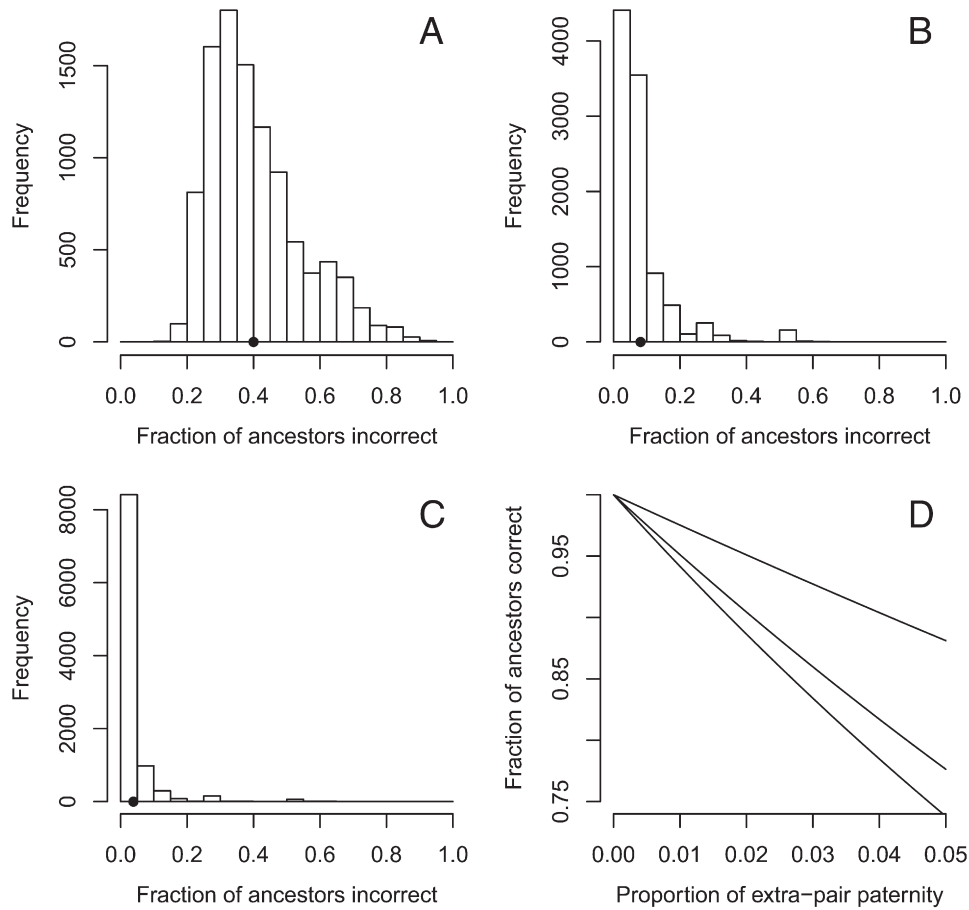 A
Frequency
0
500
1000
1500
0.0 0.2 0.4 0.6 0.8 1.0
Fraction of ancestors incorrect
B
Frequency
0
1000
2000
3000
4000
0.0 0.2 0.4 0.6 0.8 1.0
Fraction of ancestors incorrect
C
Frequency
0
2000
4000
6000
8000
0.0 0.2 0.4 0.6 0.8 1.0
Fraction of ancestors incorrect
D
Fraction of ancestors correct
0.75
0.85
0.95
0.00 0.01 0.02 0.03 0.04 0.05
Proportion of extra−pair paternity